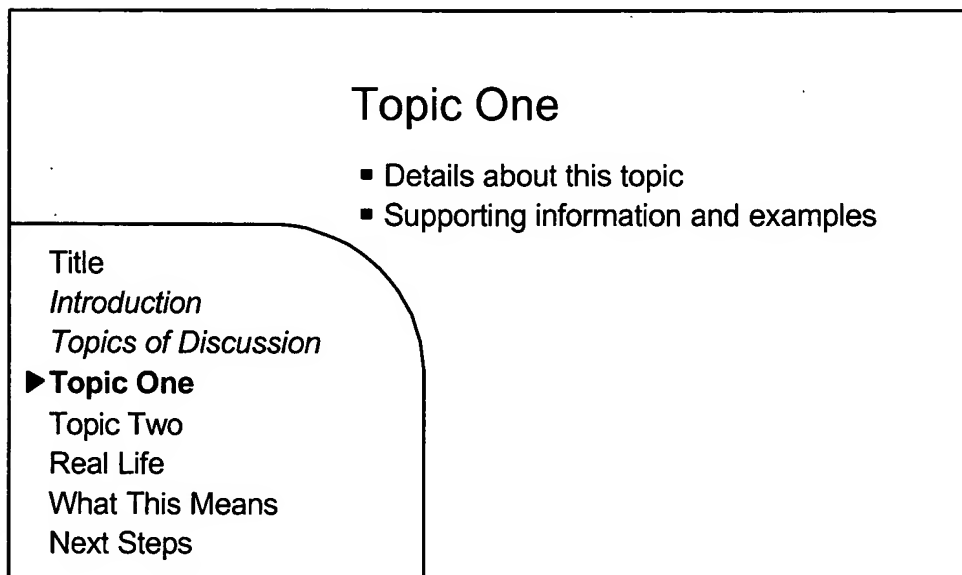 Topic One
▪ Details about this topic
▪ Supporting information and examples
Title
Introduction
Topics of Discussion
▶Topic One
Topic Two
Real Life
What This Means
Next Steps